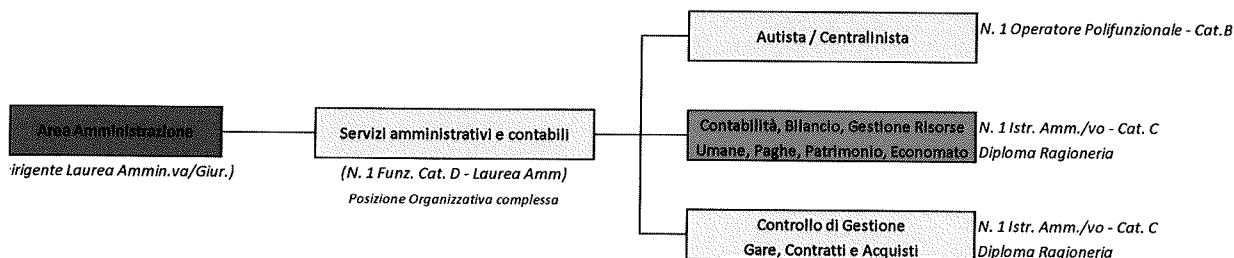 Autista / Centralinista
N. 1 Operatore Polifunzionale - Cat.B
Area Amministrazione
irigente Laurea Ammin.va/Giur.)
Servizi amministrativi e contabili
(N. 1 Funz. Cat. D - Laurea Amm)
Posizione Organizzativa complessa
Contabilità, Bilancio, Gestione Risorse
Umane, Paghe, Patrimonio, Economato
N. 1 Istr. Amm./vo - Cat. C
Diploma Ragioneria
Controllo di Gestione
Gare, Contratti e Acquisti
N. 1 Istr. Amm./vo - Cat. C
Diploma Ragioneria